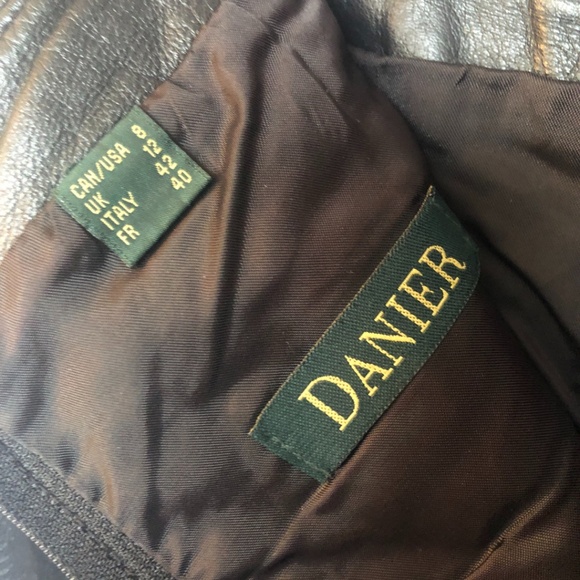 CAN/USA 8
UK 12
ITALY 42
FR 40
DANIER